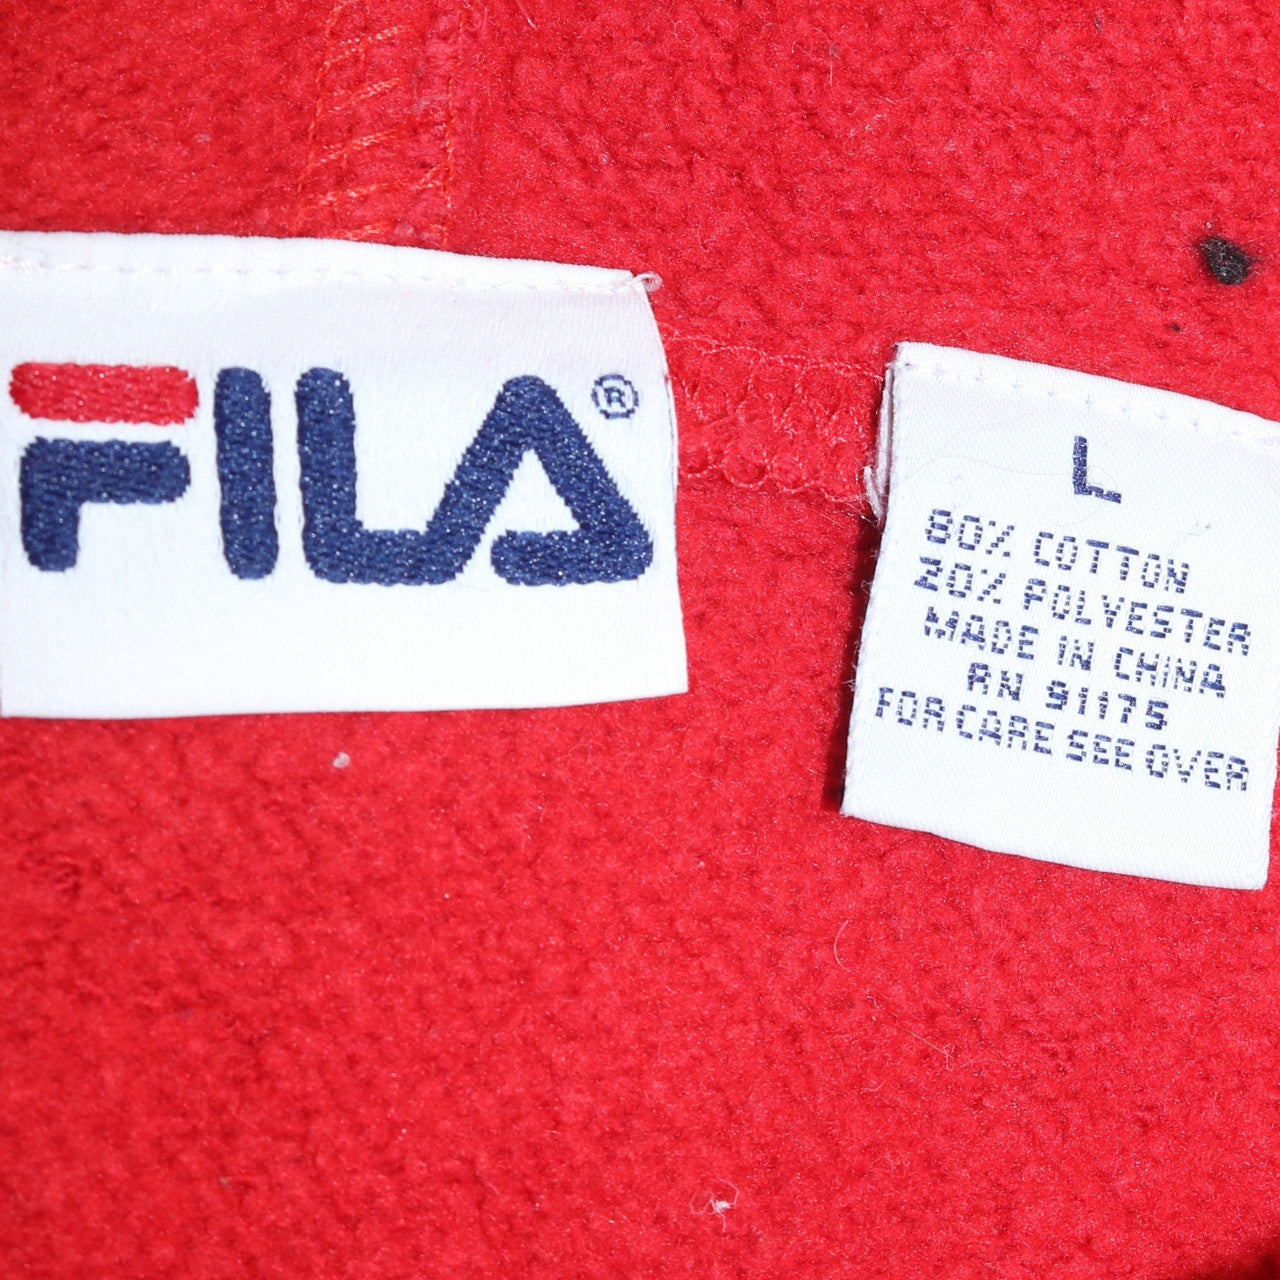 FILA®
L
80% COTTON
20% POLYESTER
MADE IN CHINA
RN 91175
FOR CARE SEE OVER